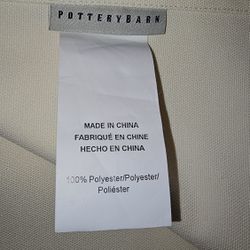 POTTERYBARN
MADE IN CHINA
FABRIQUÉ EN CHINE
HECHO EN CHINA
100% Polyester/Polyester/
Poliéster